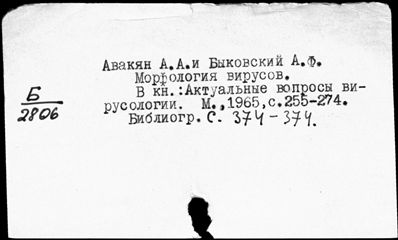 Авакян А.А.и Быковский А.Ф.
Морфология вирусов.
В кн.:Актуальные вопросы ви-
русологии. М.,1965,с.255-274.
Библиогр. с. 374-374.
Б
2806